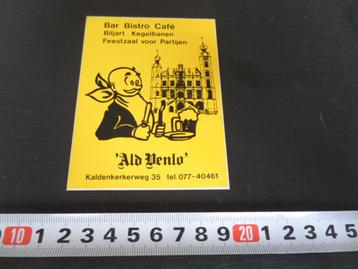 Bar Bistro Café
Biljart Kegelbanen
Feestzaal voor Partijen
'Ald Venlo'
Kaldenkerkerweg 35 tel. 077-40461
10 1 2 3 4 5 6 7 8 9 20 1 2 3 4 5